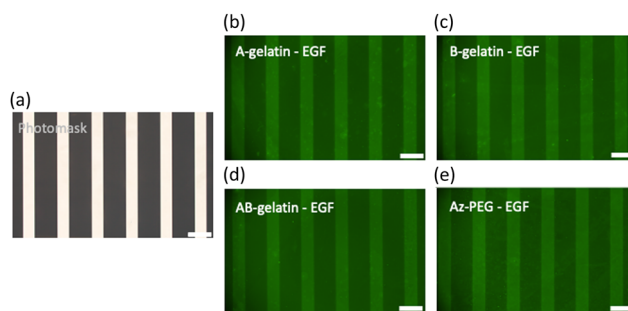 (a)
Photomask
(b)
A-gelatin - EGF
(c)
B-gelatin - EGF
(d)
AB-gelatin - EGF
(e)
Az-PEG - EGF